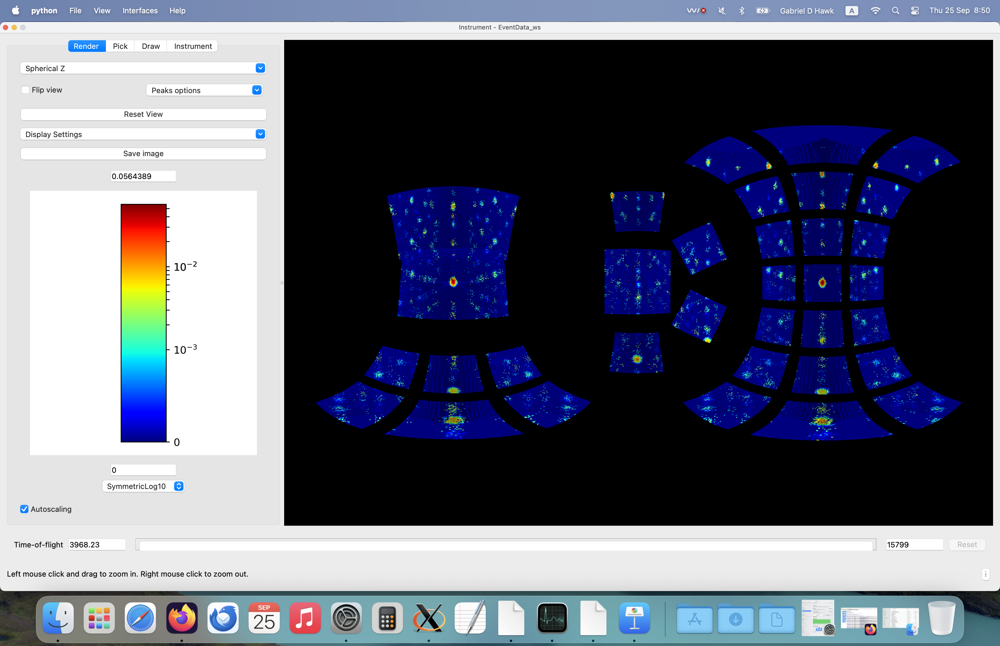 python File View Interfaces Help
Gabriel D Hawk A Thu 25 Sep 8:50
Instrument - EventData_ws
Render Pick Draw Instrument
Spherical Z
Flip view Peaks options
Reset View
Display Settings
Save image
0.0564389
10⁻²
10⁻³
0
0
SymmetricLog10
Autoscaling
Time-of-flight 3968.23 15799 Reset
Left mouse click and drag to zoom in. Right mouse click to zoom out.
SEP
25